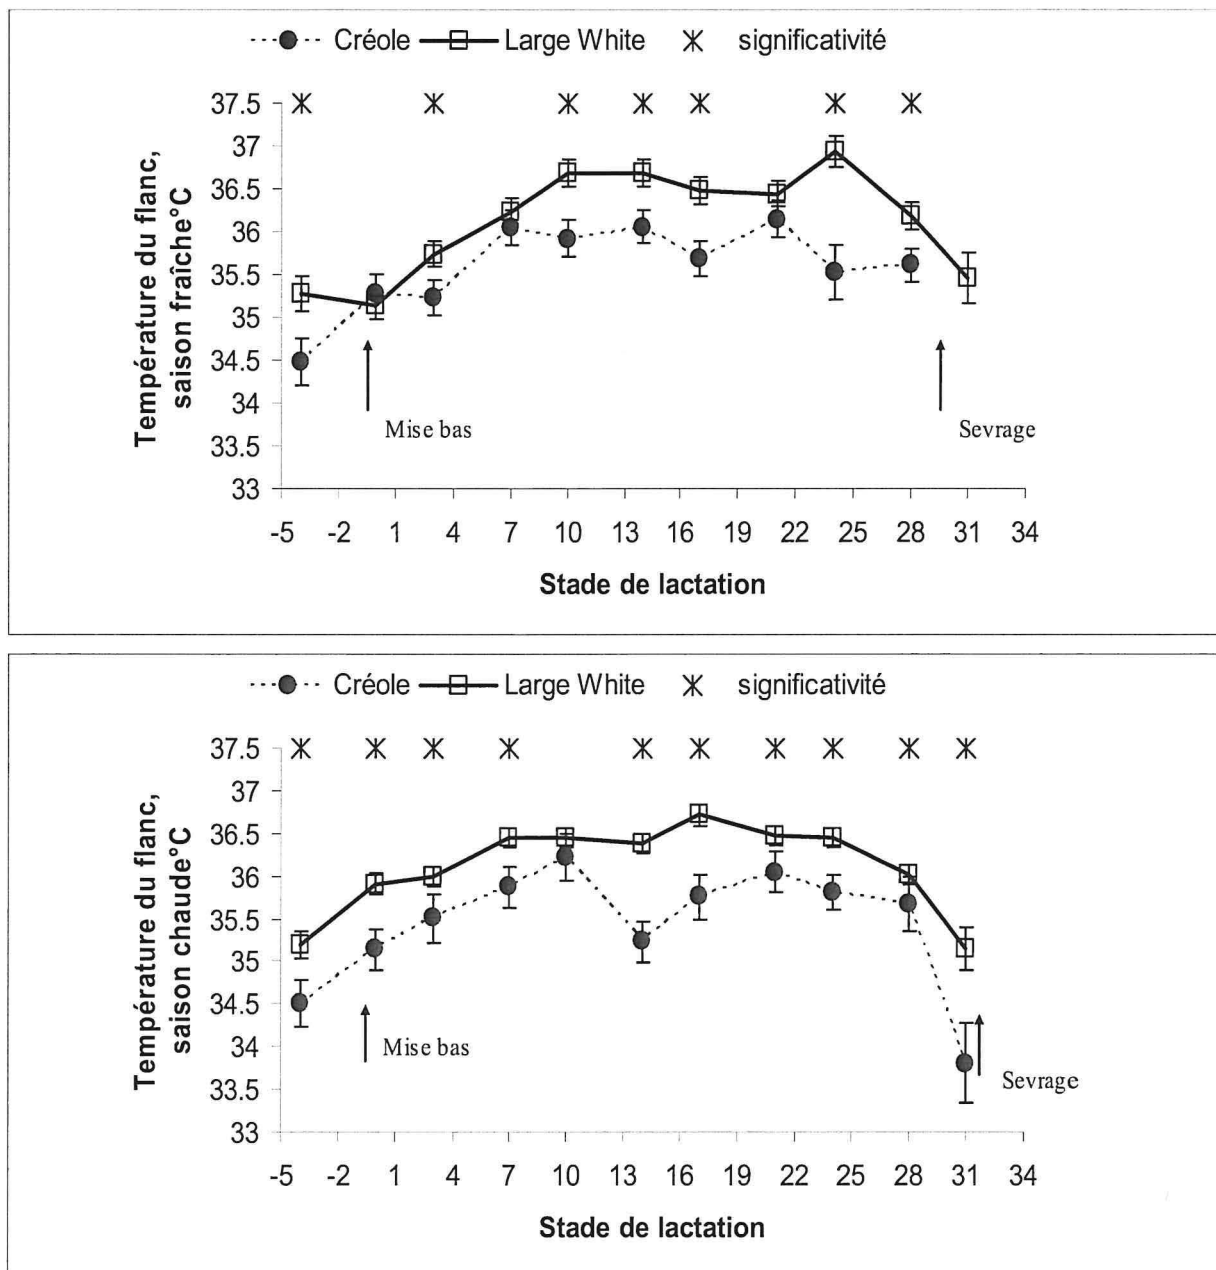 Créole Large White significativité
Température du flanc,
saison fraîche°C
37.5
37
36.5
36
35.5
35
34.5
34
33.5
33
Mise bas
Sevrage
-5 -2 1 4 7 10 13 16 19 22 25 28 31 34
Stade de lactation
Créole Large White significativité
Température du flanc,
saison chaude°C
37.5
37
36.5
36
35.5
35
34.5
34
33.5
33
Mise bas
Sevrage
-5 -2 1 4 7 10 13 16 19 22 25 28 31 34
Stade de lactation